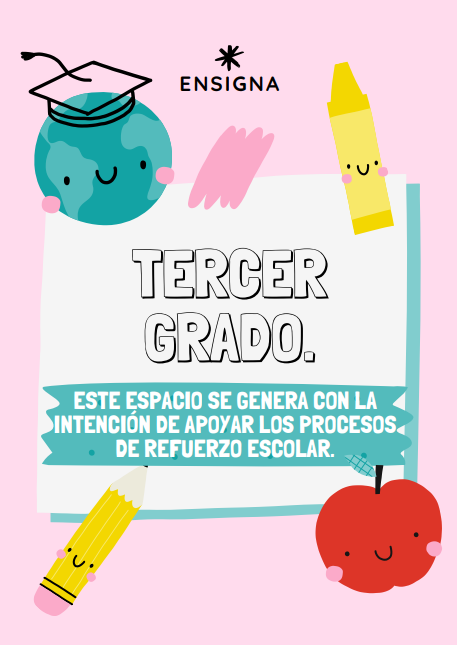 ENSIGNA
TERCER
GRADO.
ESTE ESPACIO SE GENERA CON LA
INTENCIÓN DE APOYAR LOS PROCESOS
DE REFUERZO ESCOLAR.